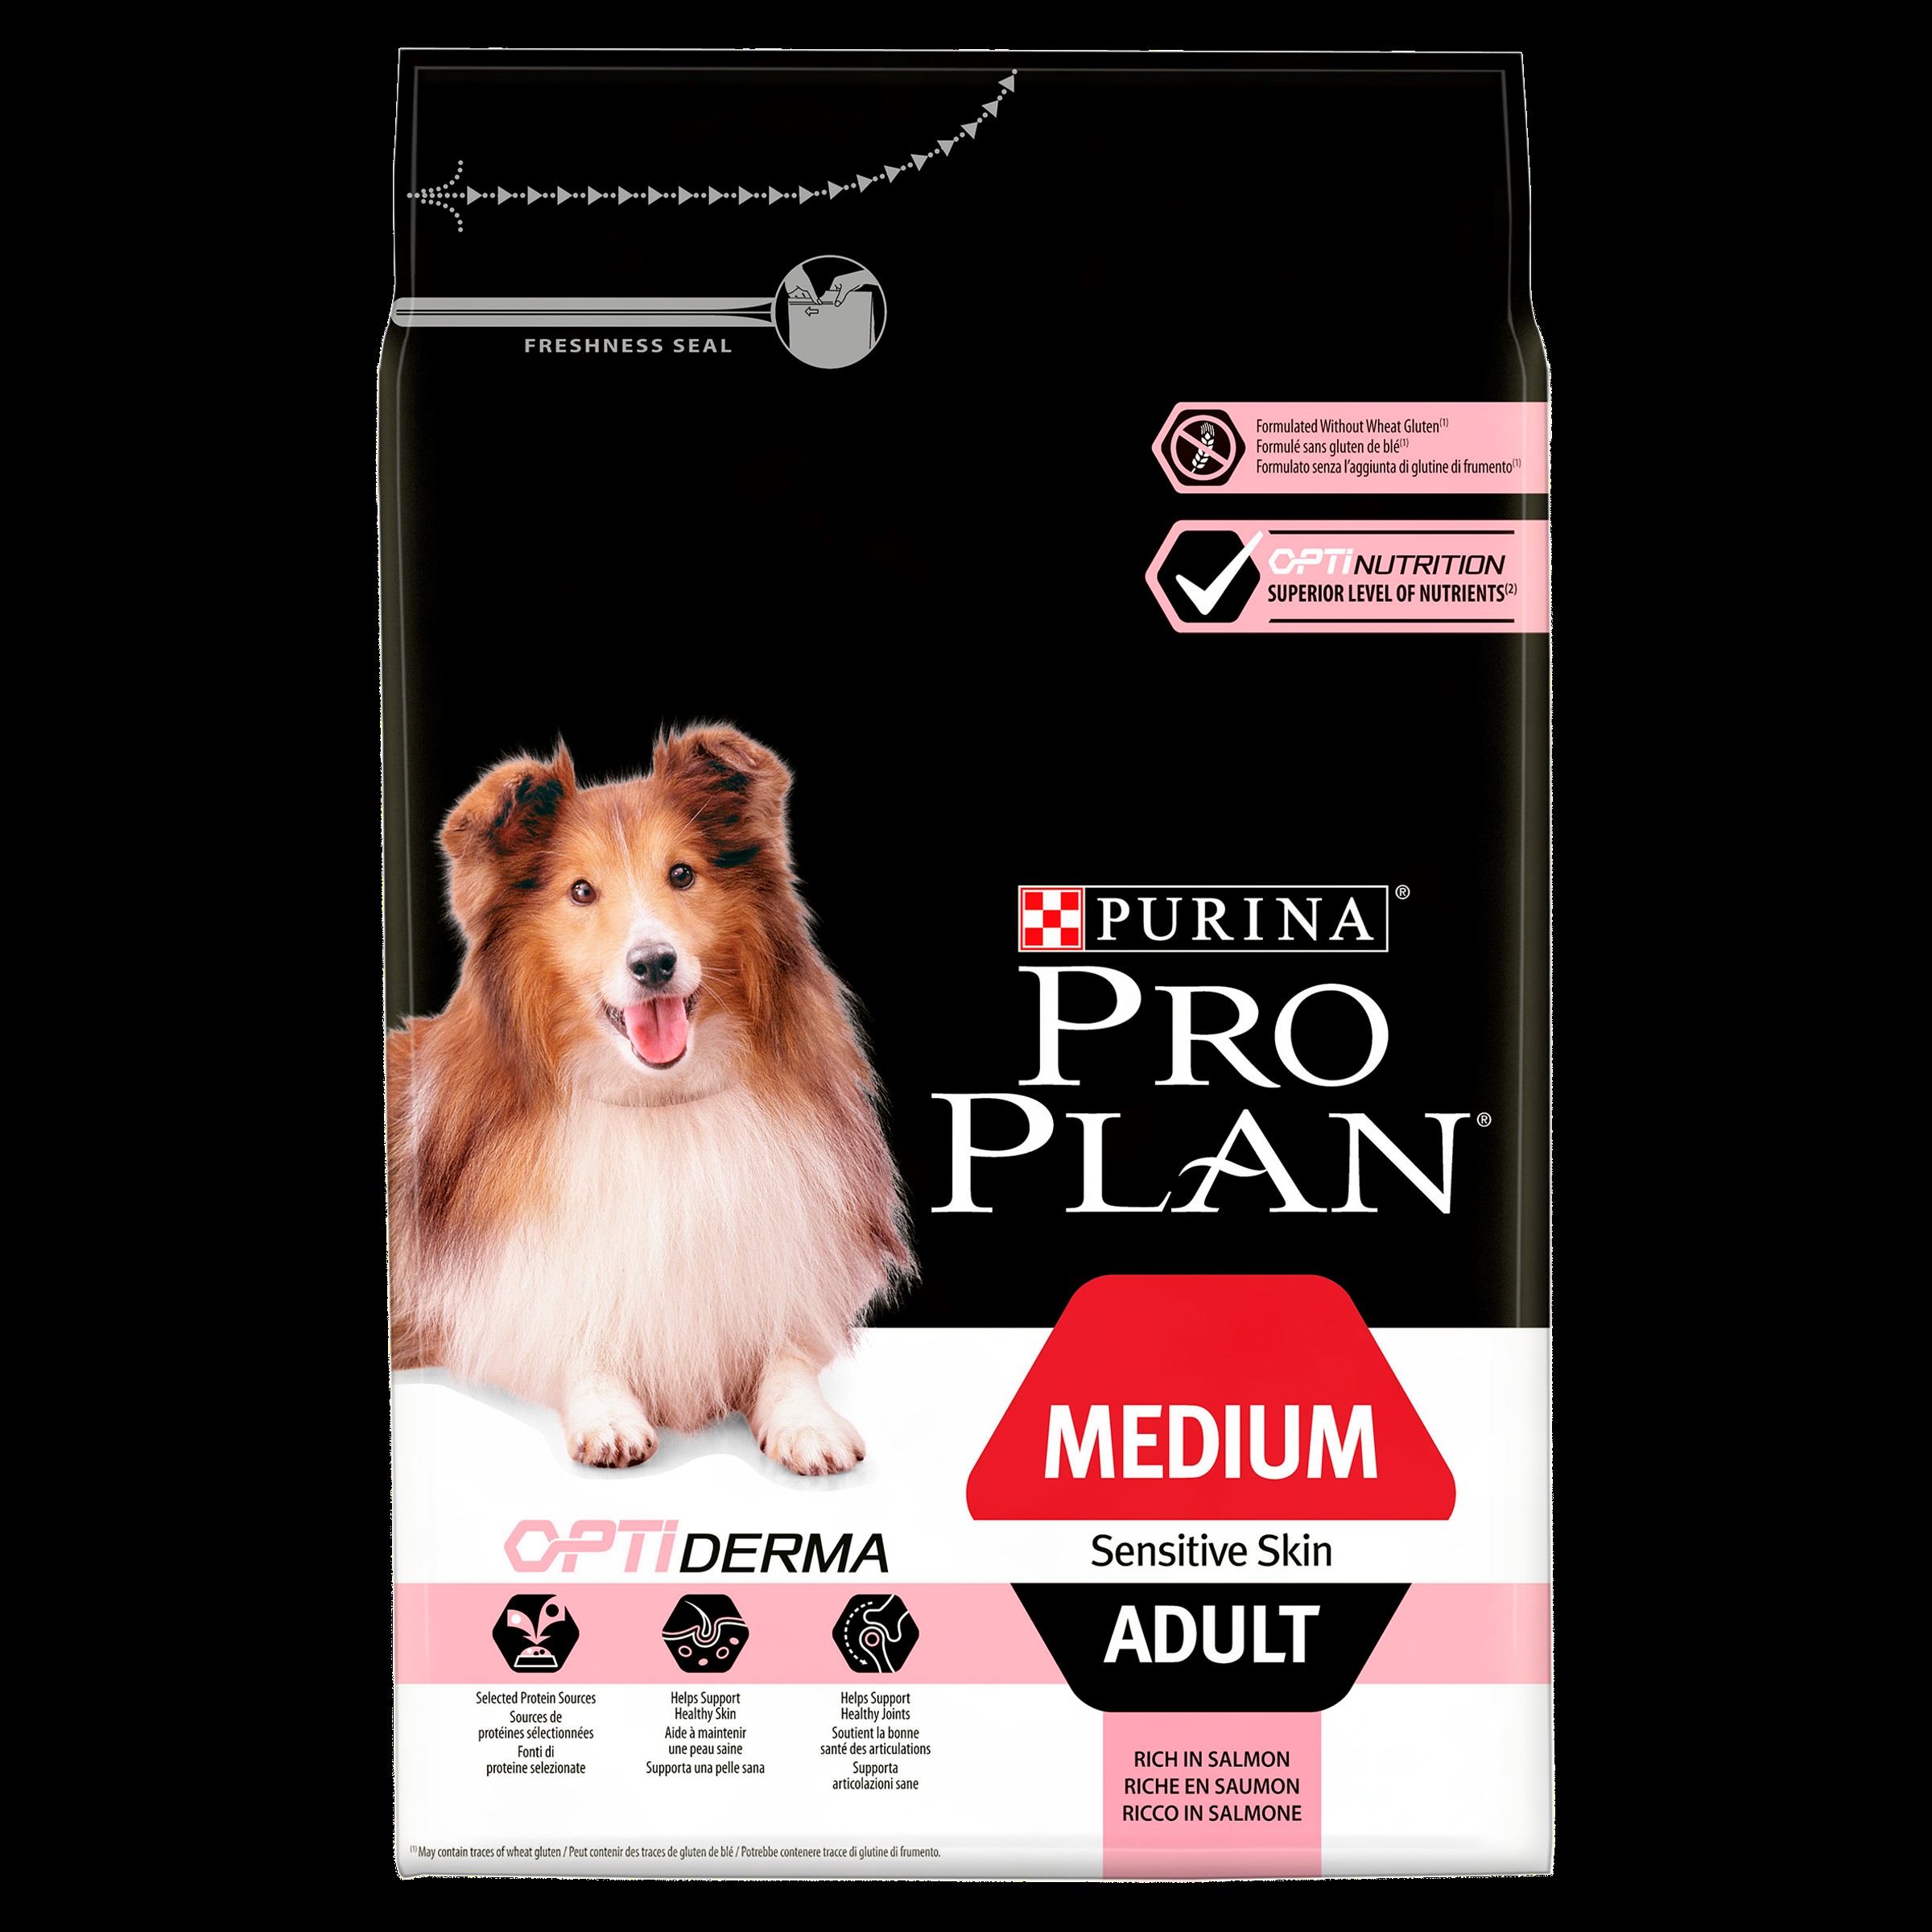 FRESHNESS SEAL
Formulated Without Wheat Gluten(1)
Formulé sans gluten de blé(1)
Formulato senza l'aggiunta di glutine di frumento(1)
OPTiNUTRITION
SUPERIOR LEVEL OF NUTRIENTS(2)
PURINA®
PRO
PLAN®
MEDIUM
Sensitive Skin
ADULT
RICH IN SALMON
RICHE EN SAUMON
RICCO IN SALMONE
OPTiDERMA
Selected Protein Sources
Sources de
protéines sélectionnées
Fonti di
proteine selezionate
Helps Support
Healthy Skin
Aide à maintenir
une peau saine
Supporta una pelle sana
Helps Support
Healthy Joints
Soutient la bonne
santé des articulations
Supporta
articolazioni sane
(1) May contain traces of wheat gluten / Peut contenir des traces de gluten de blé / Potrebbe contenere tracce di glutine di frumento.